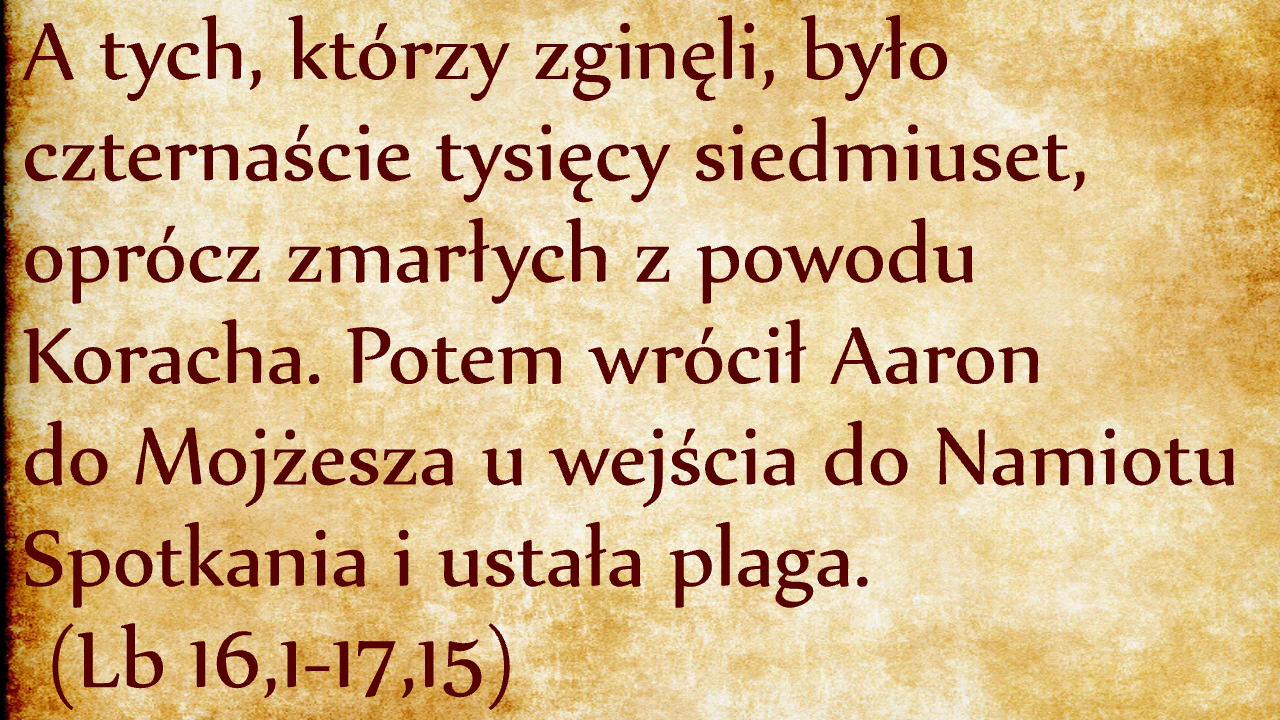 A tych, którzy zginęli, było
czternaście tysięcy siedmiuset,
oprócz zmarłych z powodu
Koracha. Potem wrócił Aaron
do Mojżesza u wejścia do Namiotu
Spotkania i ustała plaga.
(Lb 16,1-17,15)